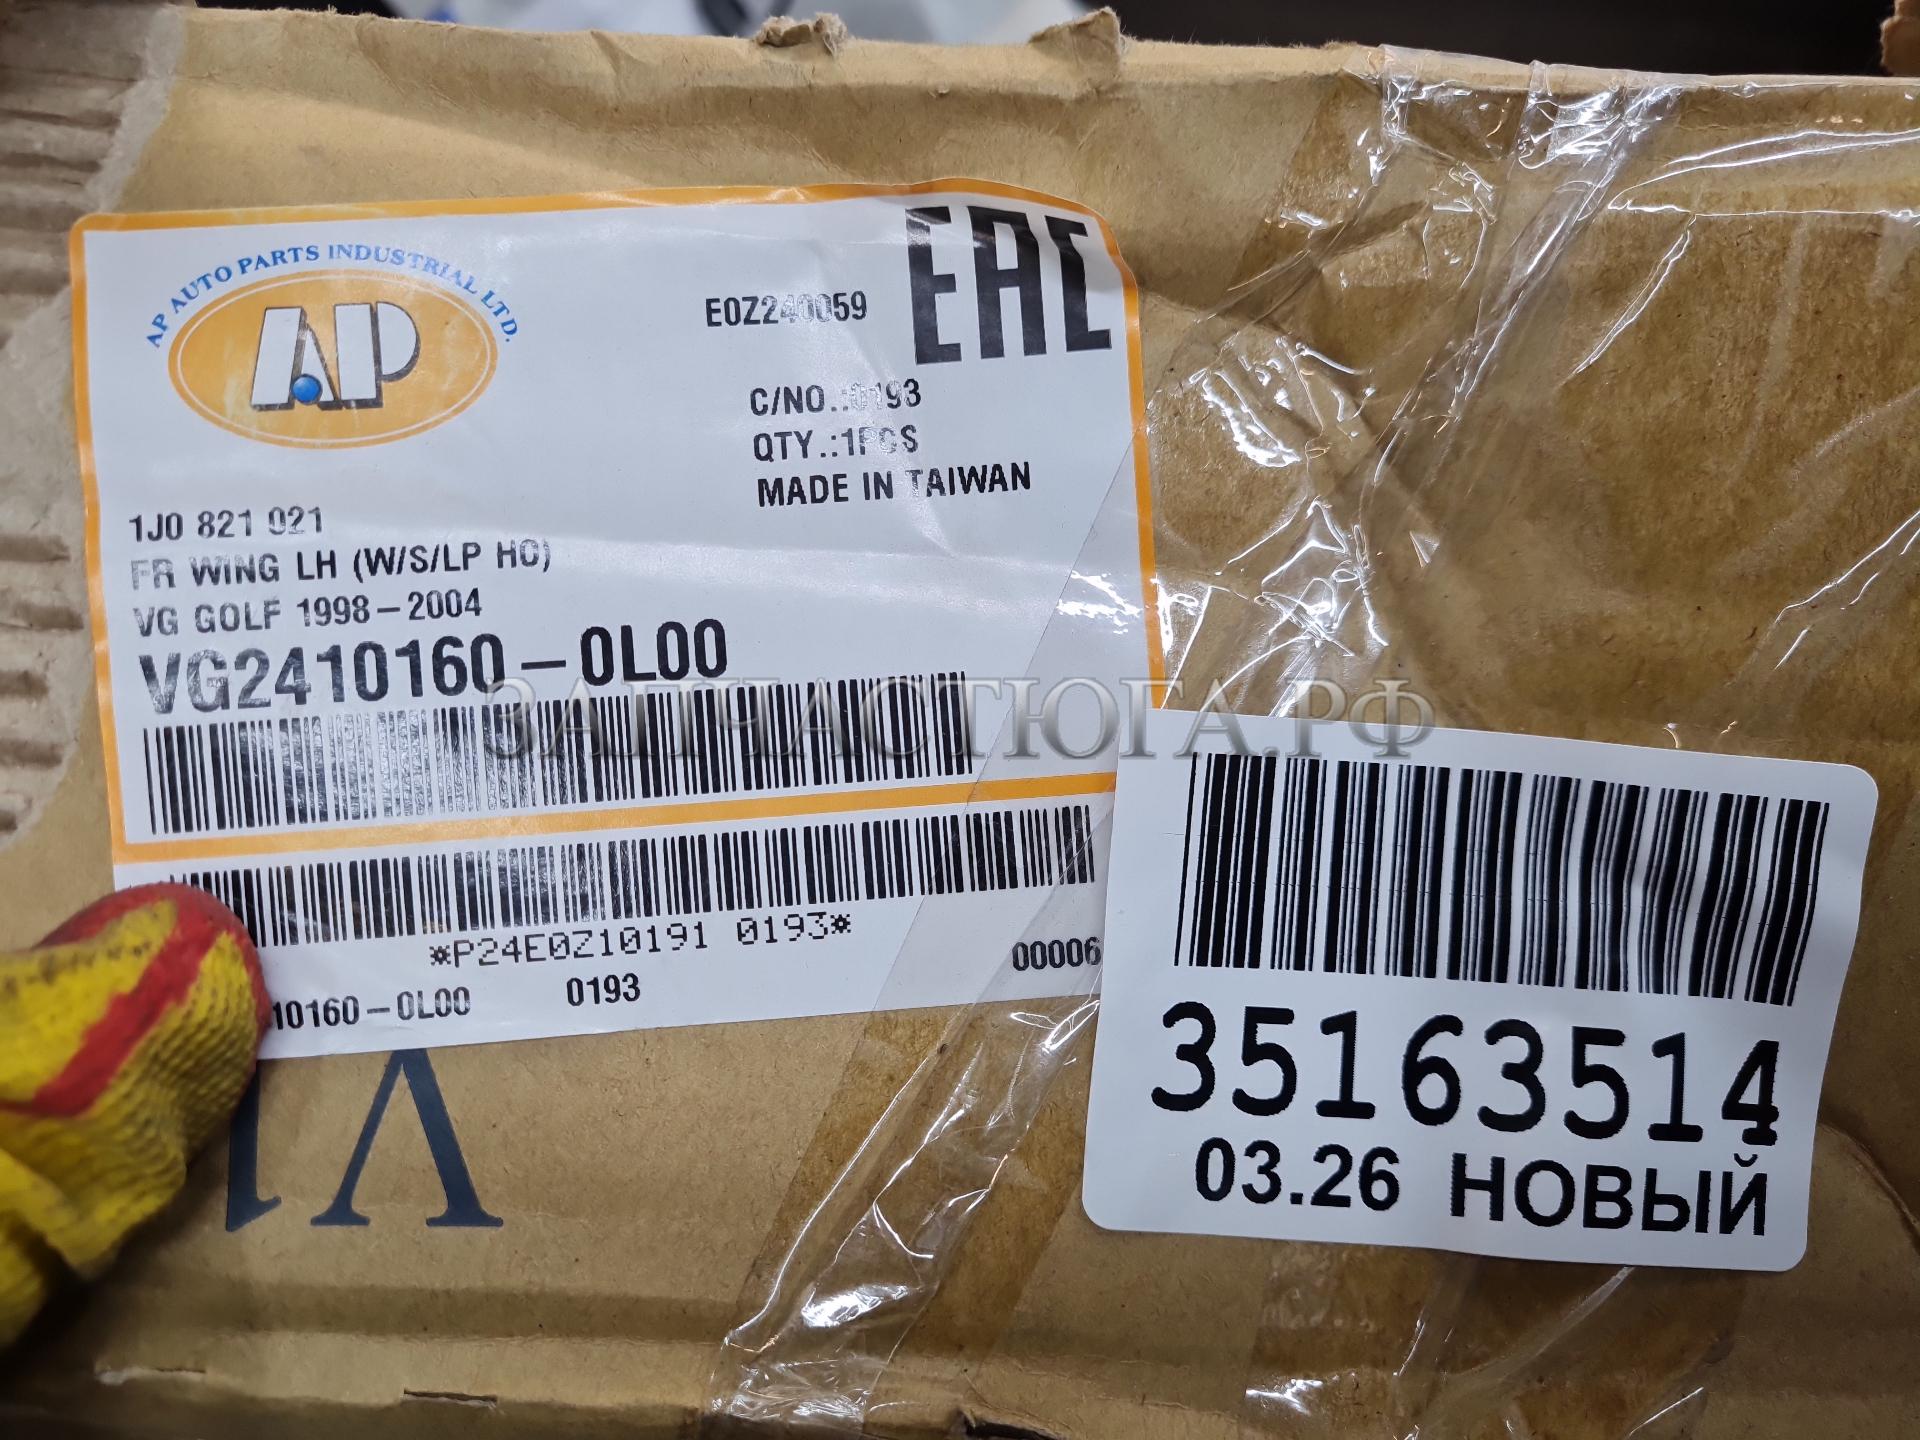 AP AUTO PARTS INDUSTRIAL LTD.
AP
E0Z240059
EAC
C/NO.:0193
QTY.:1PCS
MADE IN TAIWAN
1J0 821 021
FR WING LH (W/S/LP HO)
VG GOLF 1998-2004
VG2410160-0L00
ЗАПЧАСТЮГА.РФ
*P24E0Z10191 0193*
10160-0L00
0193
00006
35163514
03.26 НОВЫЙ